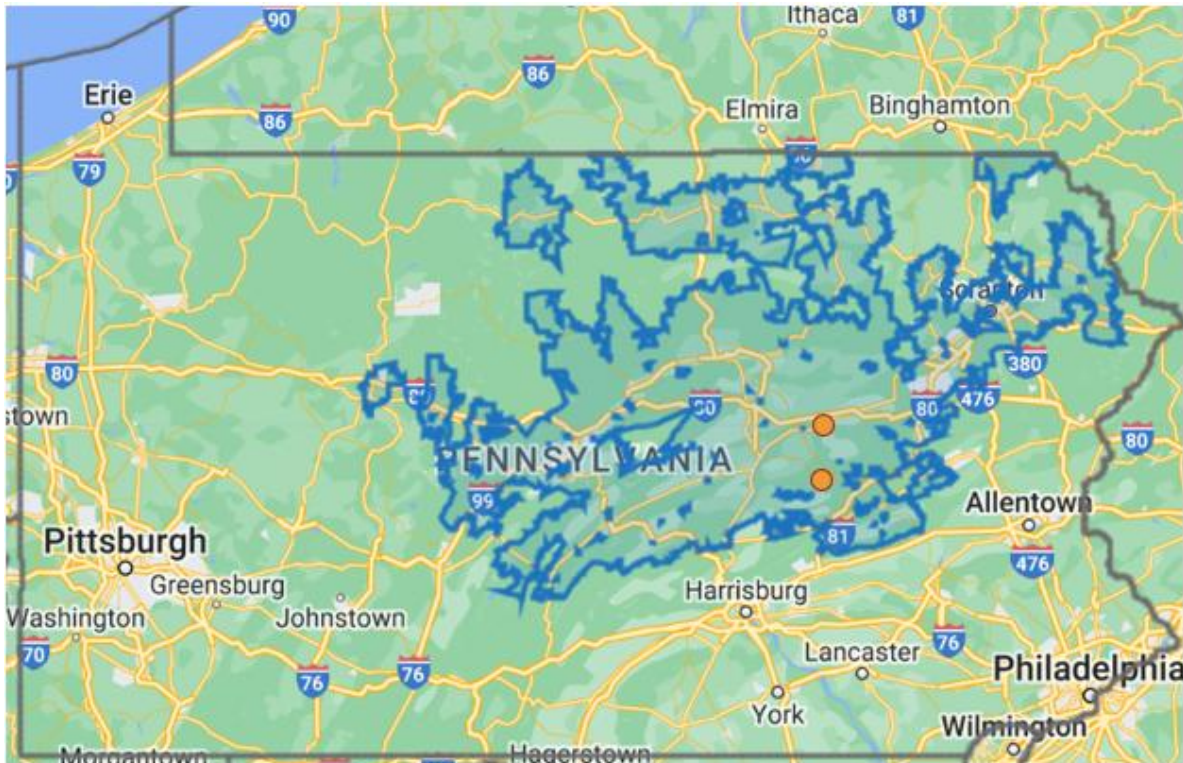 Ithaca
90
81
86
Erie
Elmira
Binghamton
86
79
Scranton
80
380
476
80
80
stown
80
PENNSYLVANIA
99
Allentown
81
Pittsburgh
476
Greensburg
Harrisburg
Washington
Johnstown
76
70
Lancaster
76
76
Philadelphia
York
Wilmington
Morgantown
Hagerstown